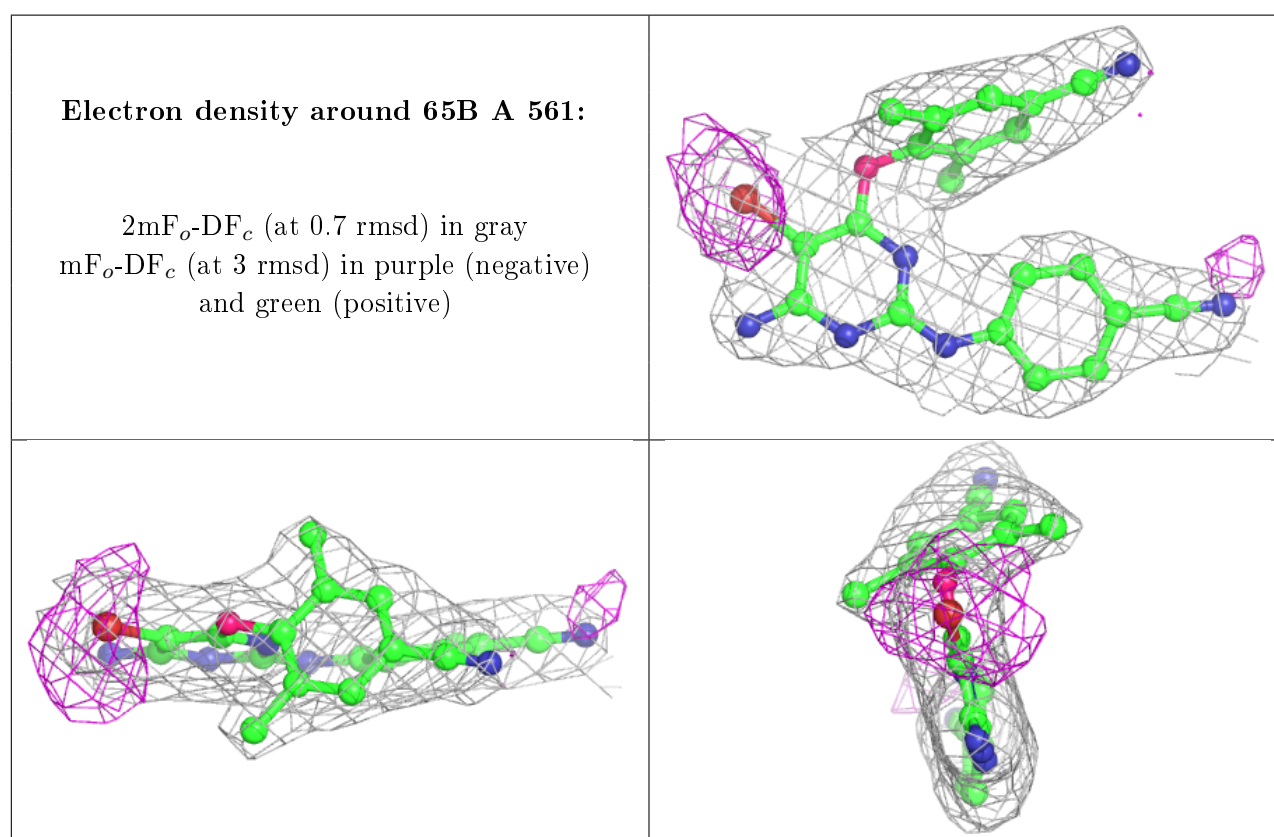 Electron density around 65B A 561:
2mFo-DFc (at 0.7 rmsd) in gray
mFo-DFc (at 3 rmsd) in purple (negative)
and green (positive)